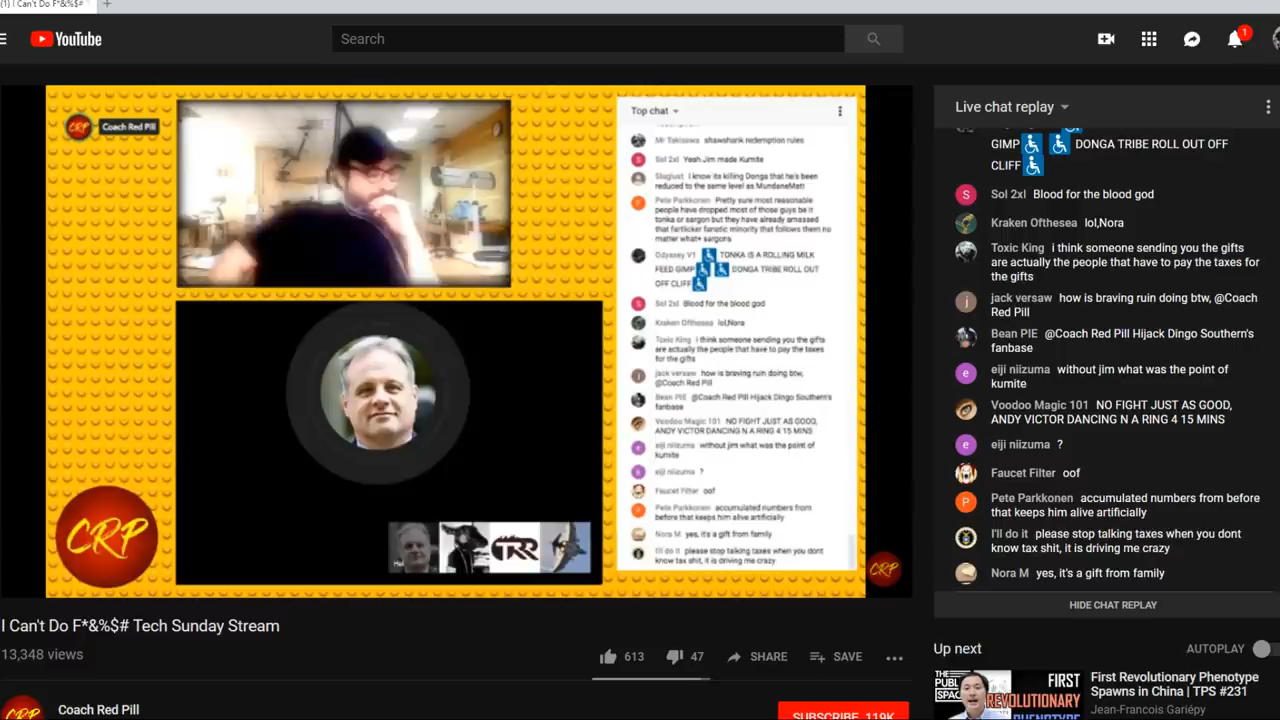 (1) I Can't Do F*&%$#
YouTube
Search
1
CRP
Coach Red Pill
Top chat
Mr Takisawa shawshank redemption rules
Sol 2xl Yeah Jim made Kumite
Sluglust I know its killing Donga that he's been
reduced to the same level as MundaneMatt
Pete Parkkonen Pretty sure most reasonable
people have dropped most of those guys be it
tonka or sargon but they have already amassed
that farticker fanatic minority that follows them no
matter what+ sargons
Odyssey V1 TONKA IS A ROLLING MILK
FEED GIMP DONGA TRIBE ROLL OUT
OFF CLIFF
Sol 2xl Blood for the blood god
Kraken Ofthesea lol,Nora
Toxic King i think someone sending you the gifts
are actually the people that have to pay the taxes
for the gifts
jack versaw how is braving ruin doing btw,
@Coach Red Pill
Bean PIE @Coach Red Pill Hijack Dingo Southern's
fanbase
Voodoo Magic 101 NO FIGHT JUST AS GOOD,
ANDY VICTOR DANCING N A RING 4 15 MINS
eiji niizuma without jim what was the point of
kumite
eiji niizuma ?
Faucet Filter oof
Pete Parkkonen accumulated numbers from
before that keeps him alive artificially
Nora M yes, it's a gift from family
I'll do it please stop talking taxes when you dont
know tax shit, it is driving me crazy
TRR
CRP
CRP
Live chat replay
GIMP DONGA TRIBE ROLL OUT OFF
CLIFF
Sol 2xl Blood for the blood god
Kraken Ofthesea lol,Nora
Toxic King i think someone sending you the gifts
are actually the people that have to pay the taxes for
the gifts
jack versaw how is braving ruin doing btw, @Coach
Red Pill
Bean PIE @Coach Red Pill Hijack Dingo Southern's
fanbase
eiji niizuma without jim what was the point of
kumite
Voodoo Magic 101 NO FIGHT JUST AS GOOD,
ANDY VICTOR DANCING N A RING 4 15 MINS
eiji niizuma ?
Faucet Filter oof
Pete Parkkonen accumulated numbers from before
that keeps him alive artificially
I'll do it please stop talking taxes when you dont
know tax shit, it is driving me crazy
Nora M yes, it's a gift from family
HIDE CHAT REPLAY
I Can't Do F*&%$# Tech Sunday Stream
13,348 views
613
47
SHARE
SAVE
Coach Red Pill
SUBSCRIBE 119K
Up next
AUTOPLAY
THE
PUBL
SPACE
FIRST
REVOLUTIONARY
PHENOTYPE
First Revolutionary Phenotype
Spawns in China | TPS #231
Jean-Francois Gariépy